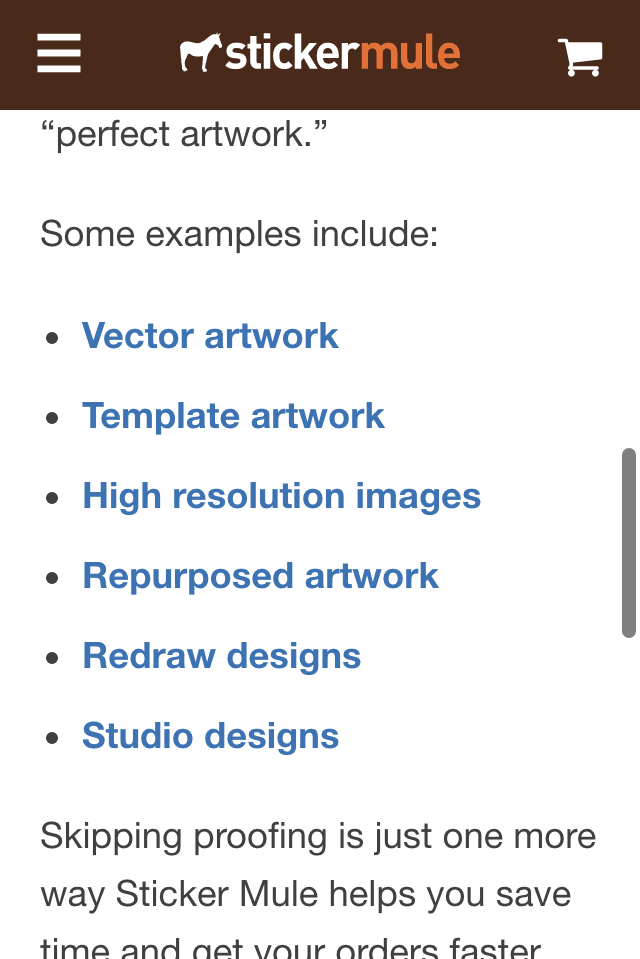 stickermule
“perfect artwork.”
Some examples include:
• Vector artwork
• Template artwork
• High resolution images
• Repurposed artwork
• Redraw designs
• Studio designs
Skipping proofing is just one more
way Sticker Mule helps you save
time and get your orders faster